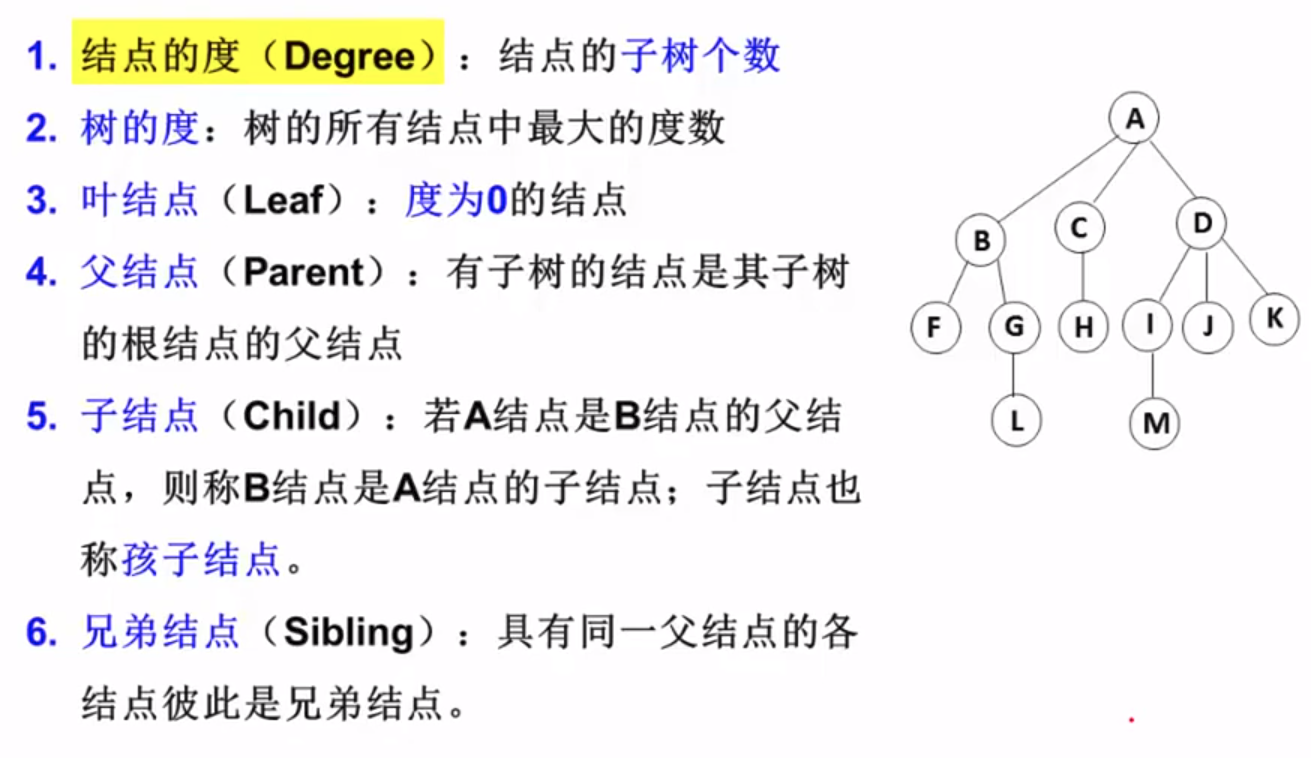 1. 结点的度（Degree）：结点的子树个数
2. 树的度：树的所有结点中最大的度数
3. 叶结点（Leaf）：度为0的结点
4. 父结点（Parent）：有子树的结点是其子树
的根结点的父结点
5. 子结点（Child）：若A结点是B结点的父结
点，则称B结点是A结点的子结点；子结点也
称孩子结点。
6. 兄弟结点（Sibling）：具有同一父结点的各
结点彼此是兄弟结点。
A
B C D
F G H I J K
L M